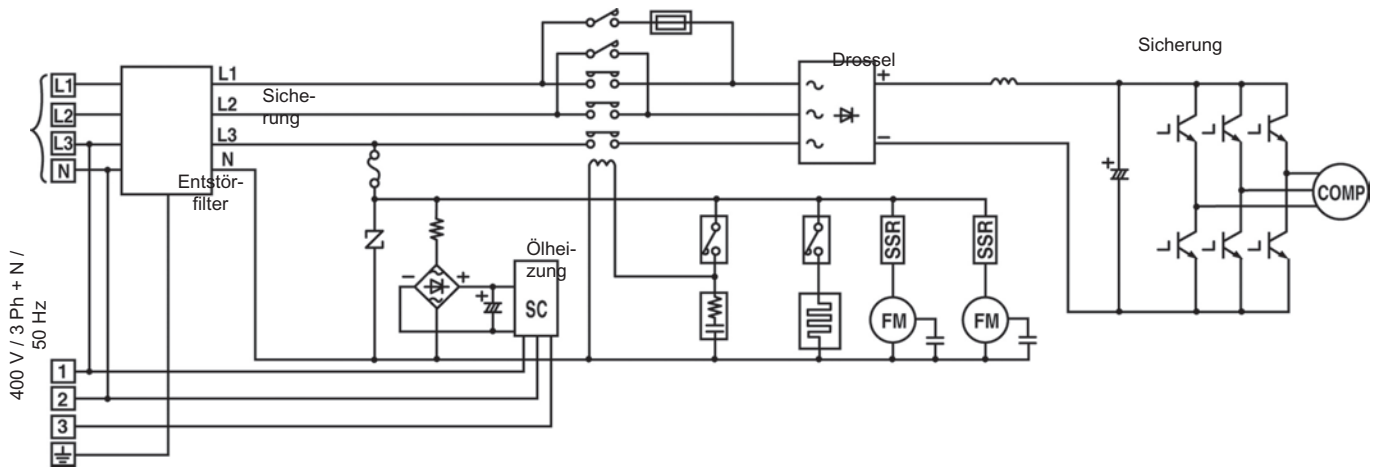 Drossel
Sicherung
+
L1
L1
L2
Siche-
rung
L2
L3
L3
−
N
N
Entstör-
filter
+
COMP
SSR
SSR
Ölhei-
zung
−
+
+
SC
FM
FM
400 V / 3 Ph + N /
50 Hz
1
2
3